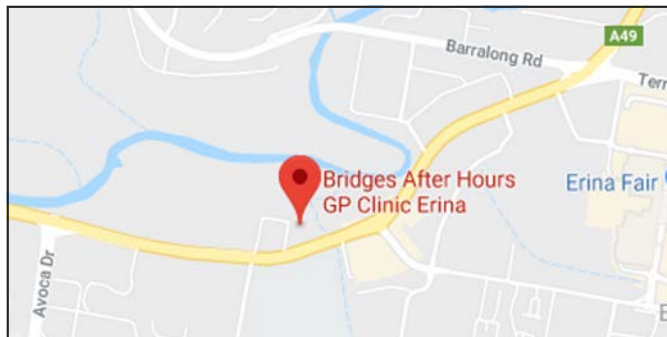 A49
Barralong Rd
Terr
Bridges After Hours
GP Clinic Erina
Erina Fair
Avoca Dr
E